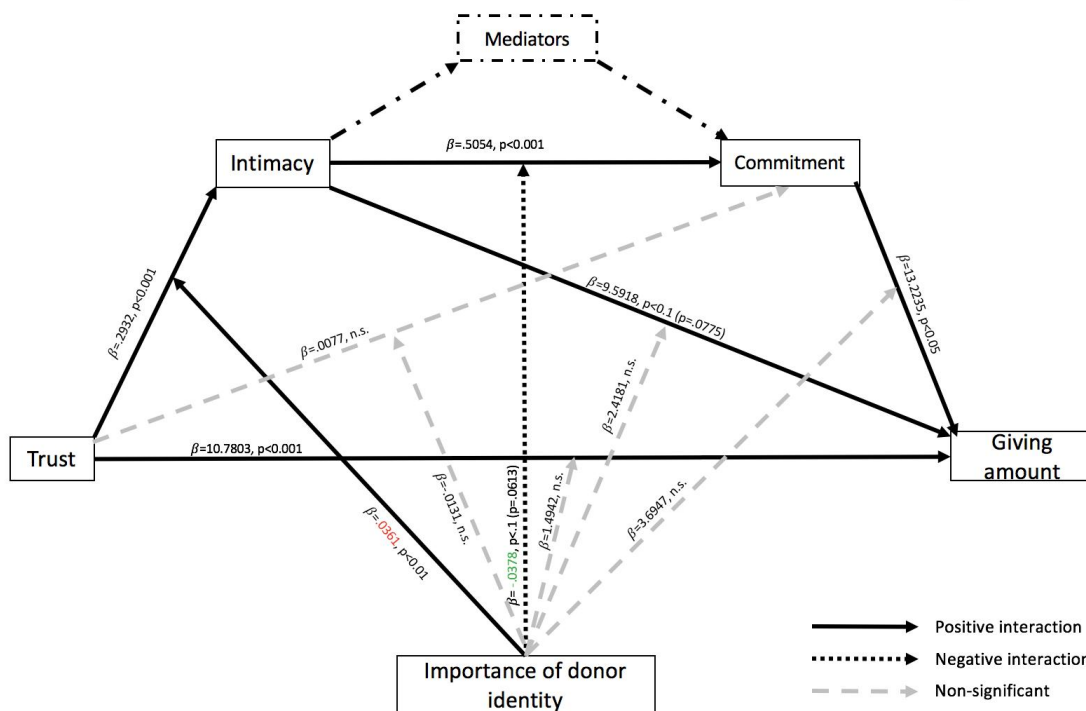 Mediators
β=.5054, p<0.001
Intimacy
Commitment
β=.2932, p<0.001
β=9.5918, p<0.1 (p=.0775)
β=13.2235, p<0.05
β=.0077, n.s.
β=2.4181, n.s.
Trust
β=10.7803, p<0.001
Giving
amount
β=-.0131, n.s.
β= -.0378, p<.1 (p=.0613)
β=1.4942, n.s.
β=3.6947, n.s.
β=.0361, p<0.01
Importance of donor
identity
Positive interaction
Negative interaction
Non-significant